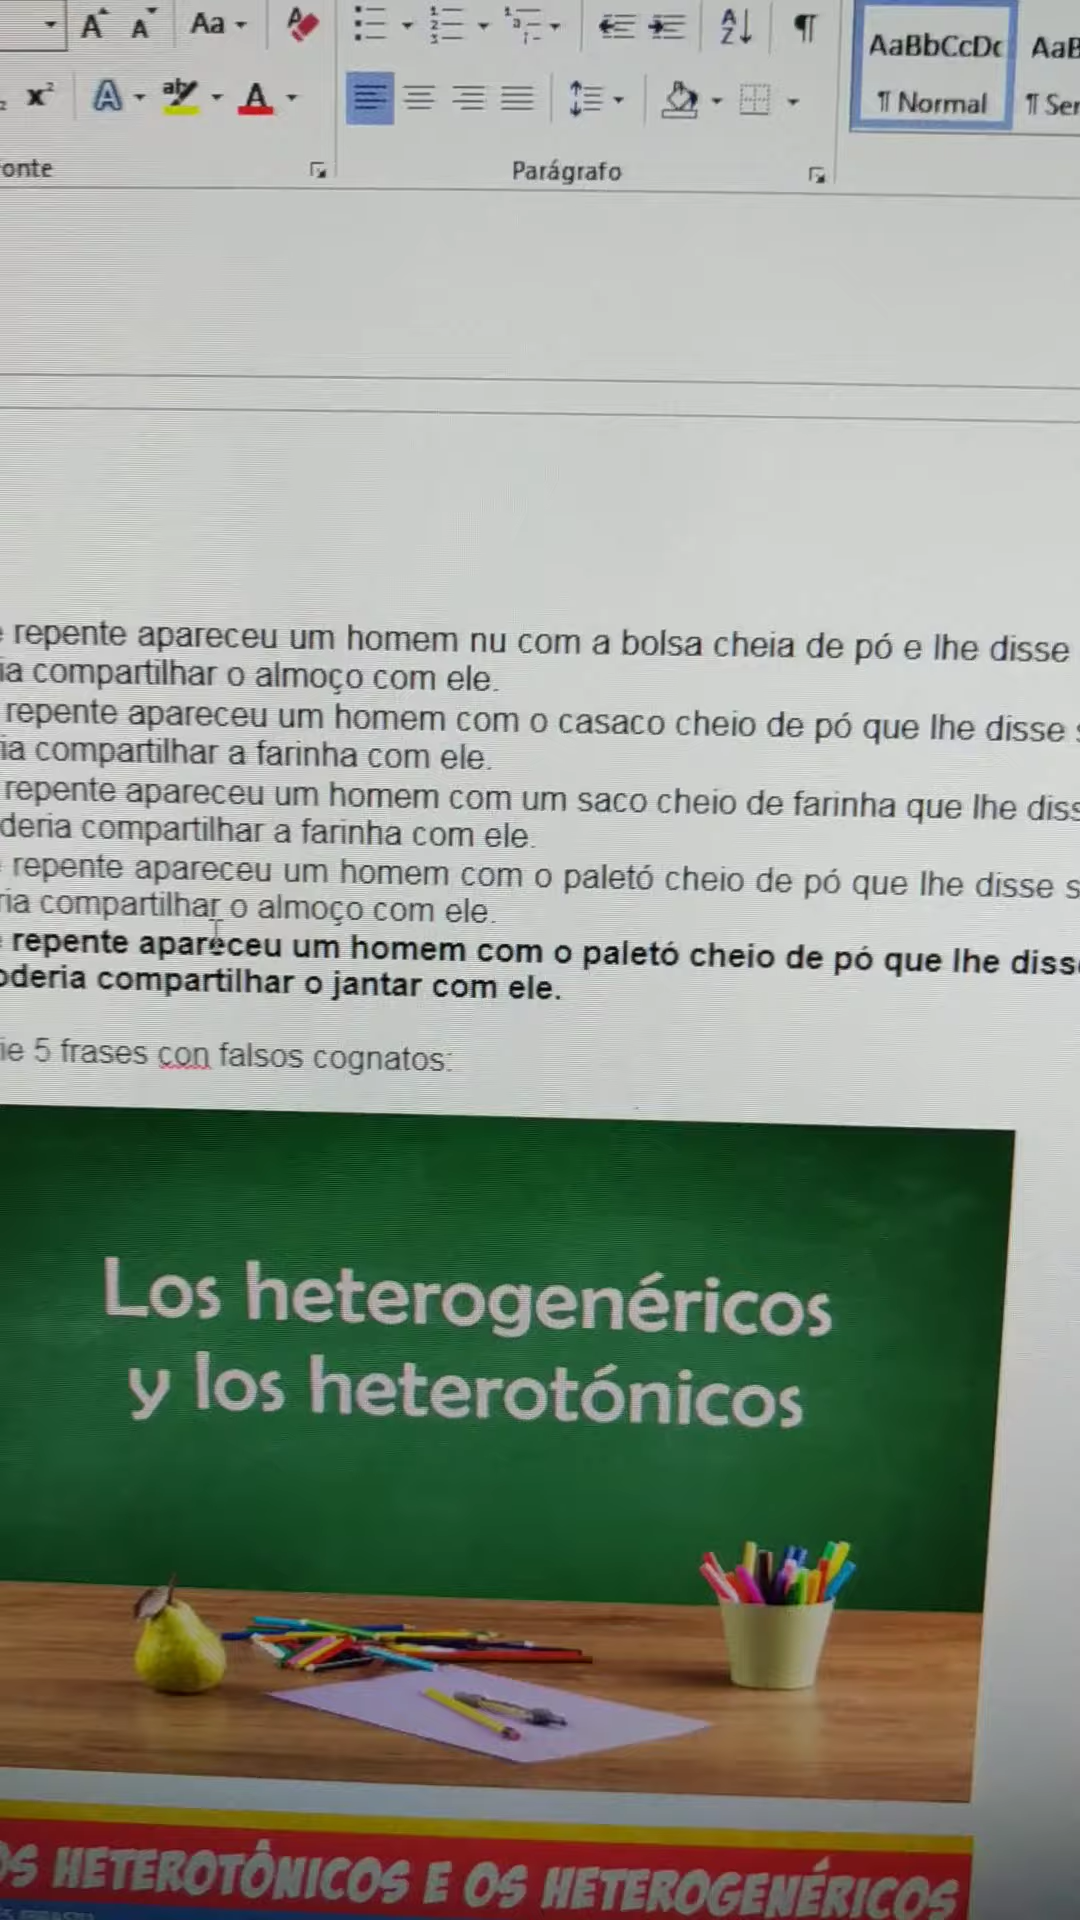 Aa
Parágrafo
AaBbCcDc
¶ Normal
repente apareceu um homem nu com a bolsa cheia de pó e lhe disse
compartilhar o almoço com ele.
repente apareceu um homem com o casaco cheio de pó que lhe disse
compartilhar a farinha com ele.
repente apareceu um homem com um saco cheio de farinha que lhe diss
deria compartilhar a farinha com ele.
repente apareceu um homem com o paletó cheio de pó que lhe disse s
ria compartilhar o almoço com ele.
repente apareceu um homem com o paletó cheio de pó que lhe disse
oderia compartilhar o jantar com ele.
ie 5 frases con falsos cognatos:
Los heterogenéricos
y los heterotónicos
OS HETEROTÔNICOS E OS HETEROGENÉRICOS